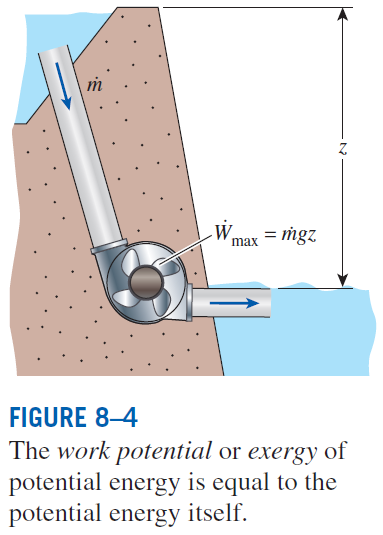 ṁ
z
Ẇmax = ṁgz
FIGURE 8–4
The work potential or exergy of
potential energy is equal to the
potential energy itself.